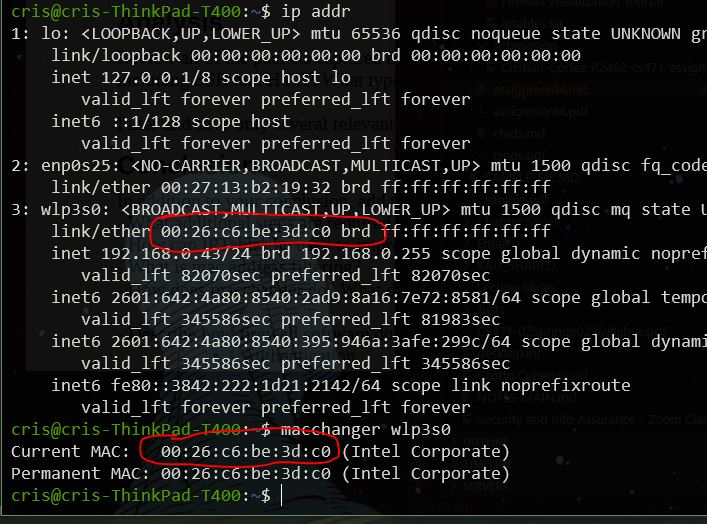 cris@cris-ThinkPad-T400:~$ ip addr
1: lo: <LOOPBACK,UP,LOWER_UP> mtu 65536 qdisc noqueue state UNKNOWN gr
link/loopback 00:00:00:00:00:00 brd 00:00:00:00:00:00
inet 127.0.0.1/8 scope host lo
valid_lft forever preferred_lft forever
inet6 ::1/128 scope host
valid_lft forever preferred_lft forever
2: enp0s25: <NO-CARRIER,BROADCAST,MULTICAST,UP> mtu 1500 qdisc fq_code
link/ether 00:27:13:b2:19:32 brd ff:ff:ff:ff:ff:ff
3: wlp3s0: <BROADCAST,MULTICAST,UP,LOWER_UP> mtu 1500 qdisc mq state U
link/ether 00:26:c6:be:3d:c0 brd ff:ff:ff:ff:ff:ff
inet 192.168.0.43/24 brd 192.168.0.255 scope global dynamic nopref
valid_lft 82070sec preferred_lft 82070sec
inet6 2601:642:4a80:8540:2ad9:8a16:7e72:8581/64 scope global tempo
valid_lft 345586sec preferred_lft 81983sec
inet6 2601:642:4a80:8540:395:946a:3afe:299c/64 scope global dynami
valid_lft 345586sec preferred_lft 345586sec
inet6 fe80::3842:222:1d21:2142/64 scope link noprefixroute
valid_lft forever preferred_lft forever
cris@cris-ThinkPad-T400:~$ macchanger wlp3s0
Current MAC: 00:26:c6:be:3d:c0 (Intel Corporate)
Permanent MAC: 00:26:c6:be:3d:c0 (Intel Corporate)
cris@cris-ThinkPad-T400:~$